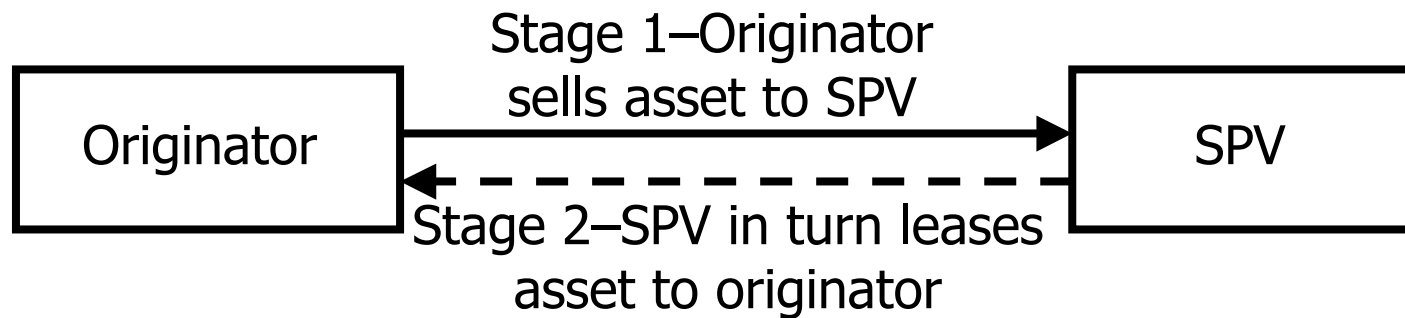 Stage 1–Originator
sells asset to SPV
Originator
SPV
Stage 2–SPV in turn leases
asset to originator